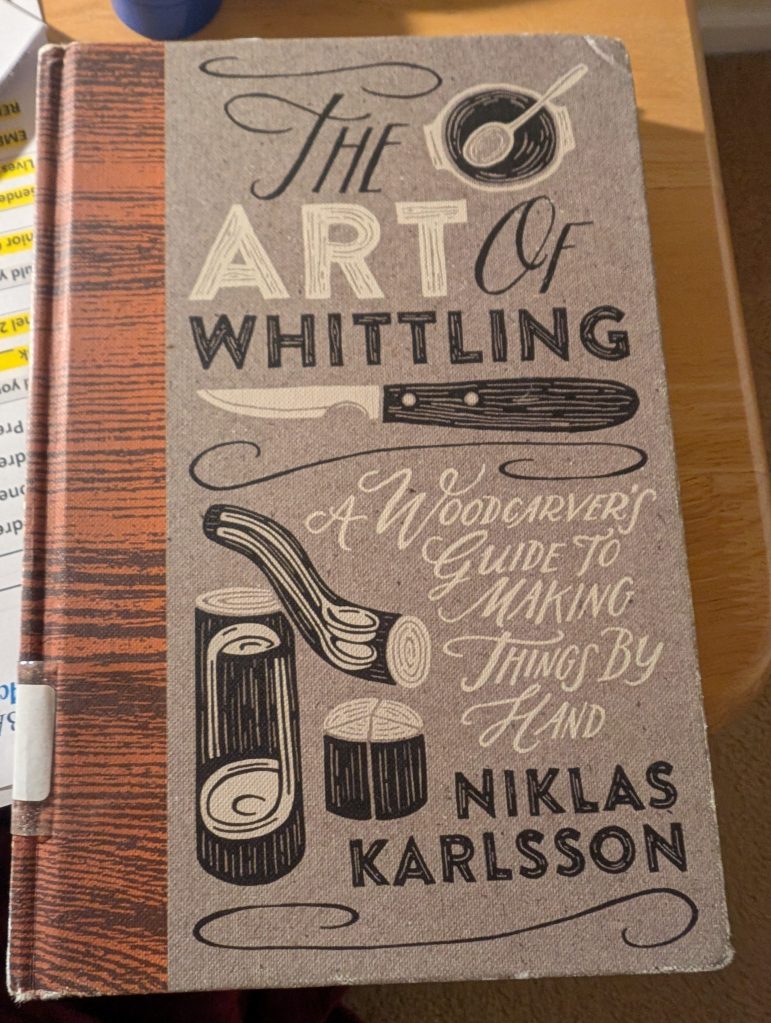 THE
ART OF
WHITTLING
A WOODCARVER'S
GUIDE TO
MAKING
THINGS BY
HAND
NIKLAS
KARLSSON